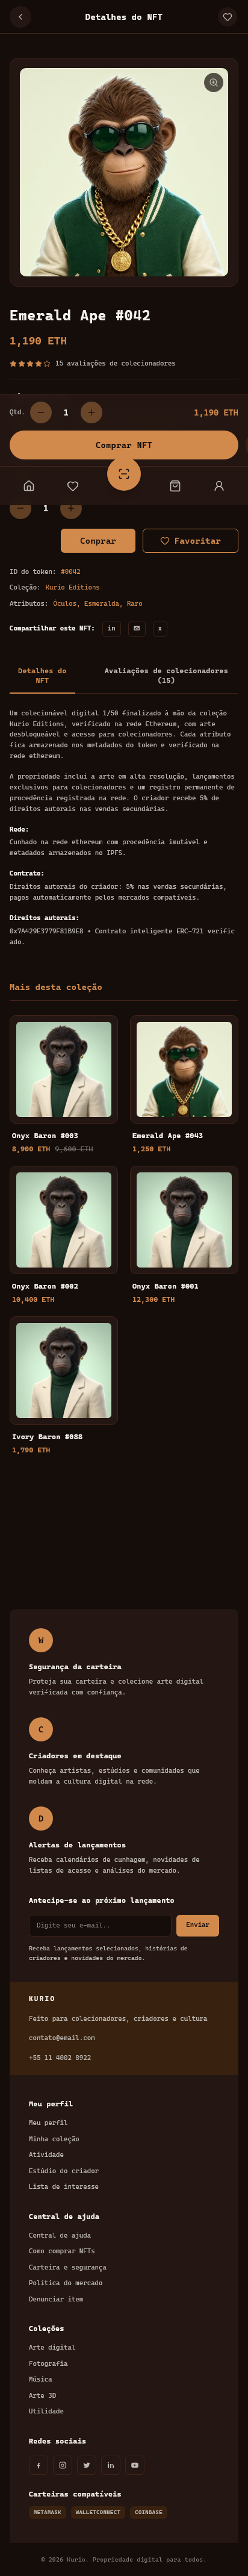 Detalhes do NFT
Emerald Ape #042
1,190 ETH
15 avaliações de colecionadores
Qtd.
1
1,190 ETH
Comprar NFT
1
Comprar
Favoritar
ID do token: #0042
Coleção: Kurio Editions
Atributos: Óculos, Esmeralda, Raro
Compartilhar este NFT:
in
x
Detalhes do
NFT
Avaliações de colecionadores
(15)
Um colecionável digital 1/50 finalizado à mão da coleção
Kurio Editions, verificado na rede Ethereum, com arte
desbloqueável e acesso para colecionadores. Cada atributo
fica armazenado nos metadados do token e verificado na
rede ethereum.
A propriedade inclui a arte em alta resolução, lançamentos
exclusivos para colecionadores e um registro permanente de
procedência registrada na rede. O criador recebe 5% de
direitos autorais nas vendas secundárias.
Rede:
Cunhado na rede ethereum com procedência imutável e
metadados armazenados no IPFS.
Contrato:
Direitos autorais do criador: 5% nas vendas secundárias,
pagos automaticamente pelos mercados compatíveis.
Direitos autorais:
0x7A429E3779F81B9E8 • Contrato inteligente ERC-721 verific
ado.
Mais desta coleção
Onyx Baron #003
8,900 ETH 9,600 ETH
Emerald Ape #043
1,250 ETH
Onyx Baron #002
10,400 ETH
Onyx Baron #001
12,300 ETH
Ivory Baron #088
1,790 ETH
W
Segurança da carteira
Proteja sua carteira e colecione arte digital
verificada com confiança.
C
Criadores em destaque
Conheça artistas, estúdios e comunidades que
moldam a cultura digital na rede.
D
Alertas de lançamentos
Receba calendários de cunhagem, novidades de
listas de acesso e análises do mercado.
Antecipe-se ao próximo lançamento
Digite seu e-mail..
Enviar
Receba lançamentos selecionados, histórias de
criadores e novidades do mercado.
KURIO
Feito para colecionadores, criadores e cultura
contato@email.com
+55 11 4002 8922
Meu perfil
Meu perfil
Minha coleção
Atividade
Estúdio do criador
Lista de interesse
Central de ajuda
Central de ajuda
Como comprar NFTs
Carteira e segurança
Política do mercado
Denunciar item
Coleções
Arte digital
Fotografia
Música
Arte 3D
Utilidade
Redes sociais
Carteiras compatíveis
METAMASK
WALLETCONNECT
COINBASE
© 2026 Kurio. Propriedade digital para todos.